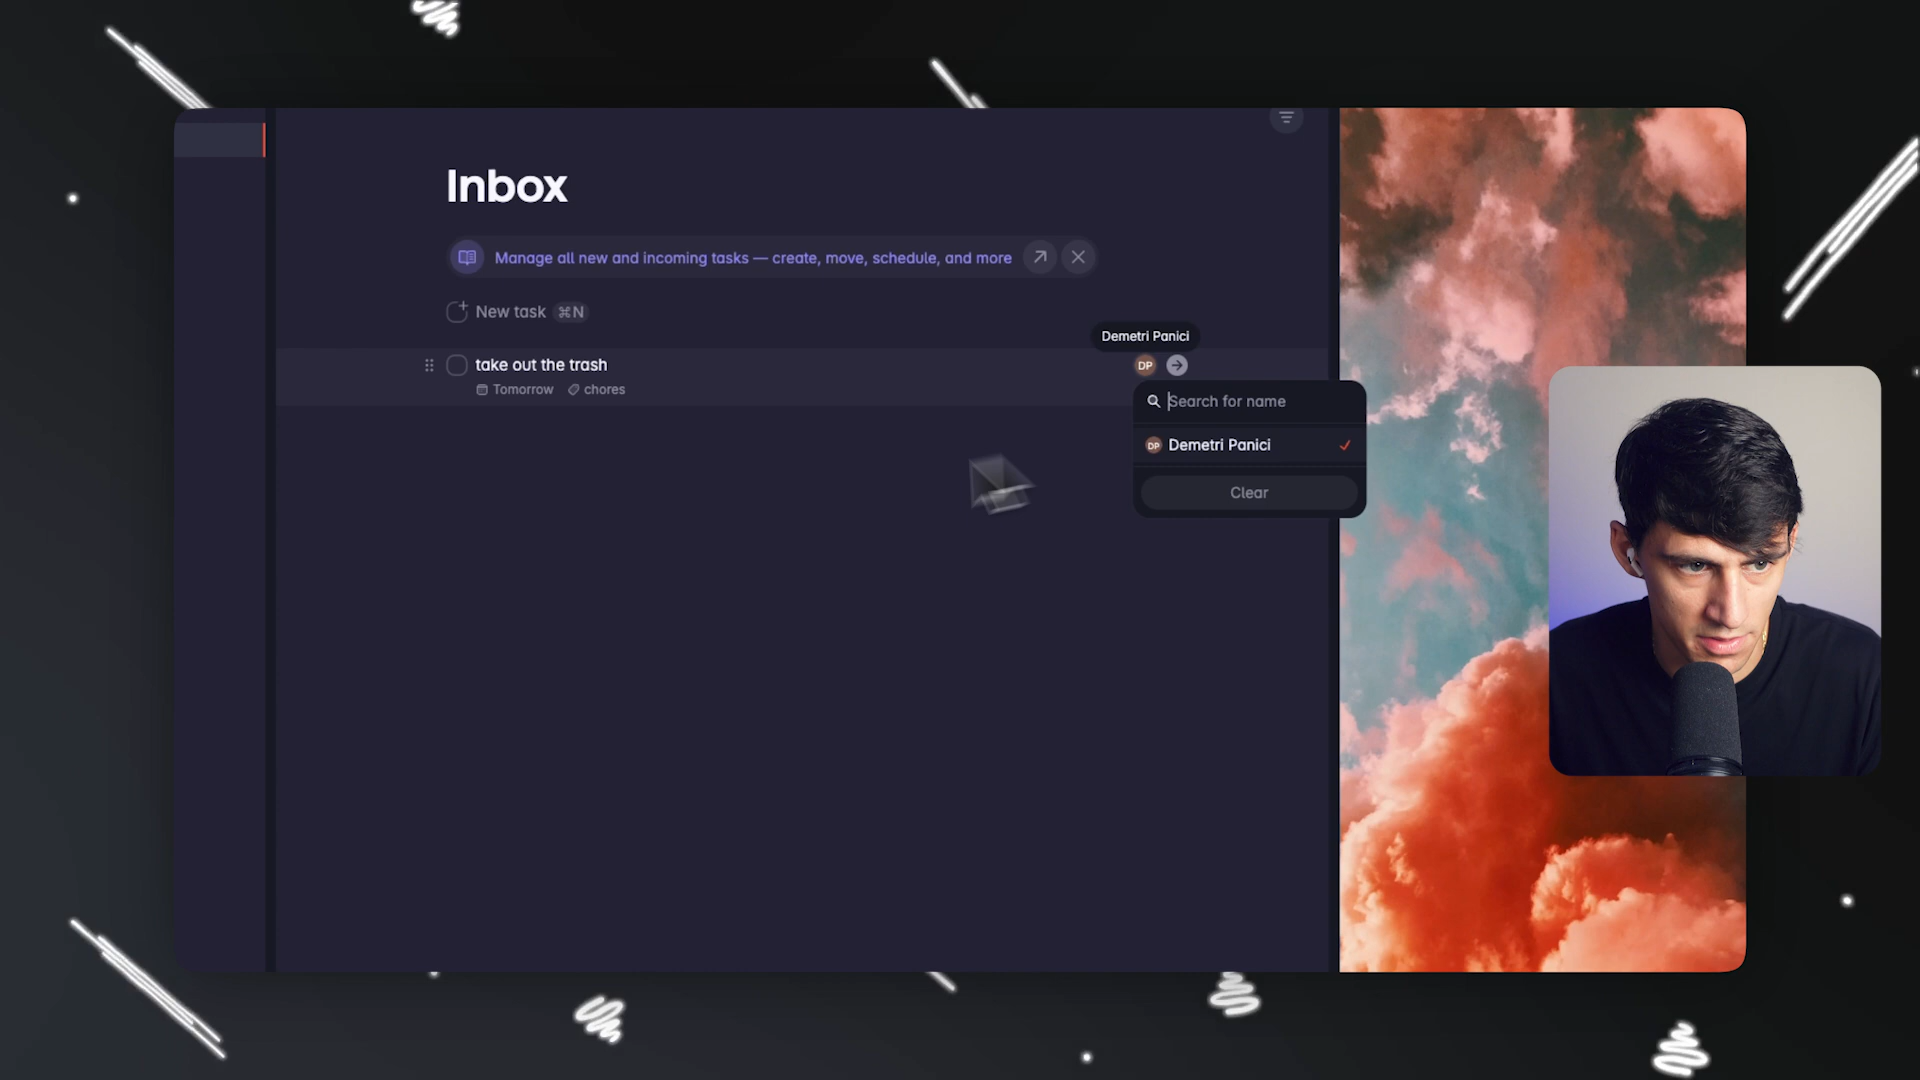 Inbox
Manage all new and incoming tasks — create, move, schedule, and more
New task ⌘N
Demetri Panici
take out the trash
DP
Tomorrow chores
Search for name
DP Demetri Panici
Clear